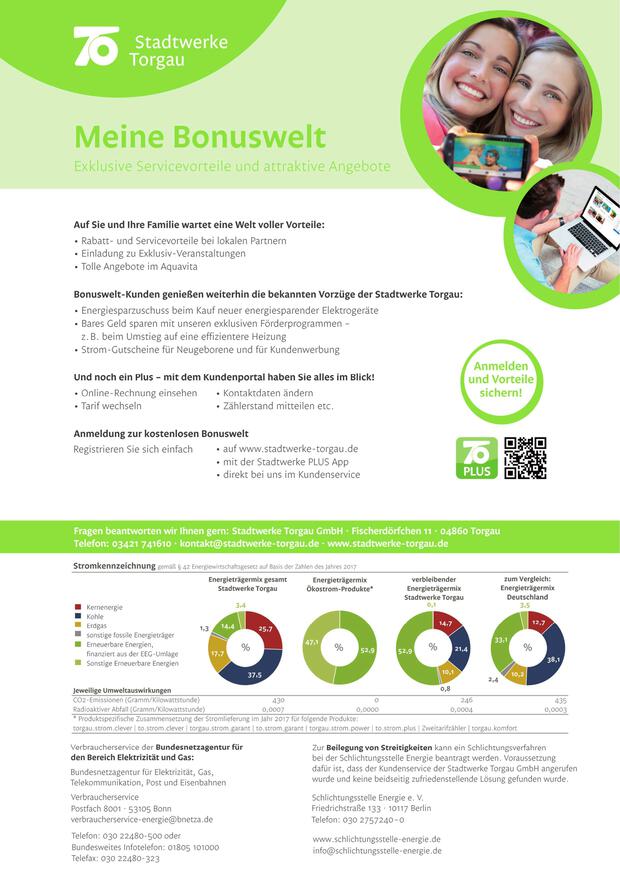 Stadtwerke
Torgau
Meine Bonuswelt
Exklusive Servicevorteile und attraktive Angebote
Auf Sie und Ihre Familie wartet eine Welt voller Vorteile:
• Rabatt- und Servicevorteile bei lokalen Partnern
• Einladung zu Exklusiv-Veranstaltungen
• Tolle Angebote im Aquavita
Bonuswelt-Kunden genießen weiterhin die bekannten Vorzüge der Stadtwerke Torgau:
• Energiesparzuschuss beim Kauf neuer energiesparender Elektrogeräte
• Bares Geld sparen mit unseren exklusiven Förderprogrammen –
z. B. beim Umstieg auf eine effizientere Heizung
• Strom-Gutscheine für Neugeborene und für Kundenwerbung
Und noch ein Plus – mit dem Kundenportal haben Sie alles im Blick!
• Online-Rechnung einsehen • Kontaktdaten ändern
• Tarif wechseln • Zählerstand mitteilen etc.
Anmelden
und Vorteile
sichern!
Anmeldung zur kostenlosen Bonuswelt
Registrieren Sie sich einfach • auf www.stadtwerke-torgau.de
• mit der Stadtwerke PLUS App
• direkt bei uns im Kundenservice
PLUS
Fragen beantworten wir Ihnen gern: Stadtwerke Torgau GmbH · Fischerdörfchen 11 · 04860 Torgau
Telefon: 03421 741610 · kontakt@stadtwerke-torgau.de · www.stadtwerke-torgau.de
Stromkennzeichnung gemäß § 42 Energiewirtschaftsgesetz auf Basis der Zahlen des Jahres 2017
Kernenergie
Kohle
Erdgas
sonstige fossile Energieträger
Erneuerbare Energien,
finanziert aus der EEG-Umlage
Sonstige Erneuerbare Energien
Energieträgermix gesamt
Stadtwerke Torgau
3,4
25,7
37,5
17,7
1,3
14,4
%
Energieträgermix
Ökostrom-Produkte*
47,1
52,9
%
verbleibender
Energieträgermix
Stadtwerke Torgau
0,1
14,7
21,4
10,1
0,8
52,9
%
zum Vergleich:
Energieträgermix
Deutschland
3,5
12,7
38,1
10,2
2,4
33,1
%
Jeweilige Umweltauswirkungen
CO2-Emissionen (Gramm/Kilowattstunde) 430 0 246 435
Radioaktiver Abfall (Gramm/Kilowattstunde) 0,0007 0,0000 0,0004 0,0003
* Produktspezifische Zusammensetzung der Stromlieferung im Jahr 2017 für folgende Produkte:
torgau.strom.clever | to.strom.clever | torgau.strom.garant | to.strom.garant | torgau.strom.power | to.strom.plus | Zweitarifzähler | torgau.komfort
Verbraucherservice der Bundesnetzagentur für
den Bereich Elektrizität und Gas:
Bundesnetzagentur für Elektrizität, Gas,
Telekommunikation, Post und Eisenbahnen
Verbraucherservice
Postfach 8001 · 53105 Bonn
verbraucherservice-energie@bnetza.de
Telefon: 030 22480-500 oder
Bundesweites Infotelefon: 01805 101000
Telefax: 030 22480-323
Zur Beilegung von Streitigkeiten kann ein Schlichtungsverfahren
bei der Schlichtungsstelle Energie beantragt werden. Voraussetzung
dafür ist, dass der Kundenservice der Stadtwerke Torgau GmbH angerufen
wurde und keine beidseitig zufriedenstellende Lösung gefunden wurde.
Schlichtungsstelle Energie e. V.
Friedrichstraße 133 · 10117 Berlin
Telefon: 030 2757240-0
www.schlichtungsstelle-energie.de
info@schlichtungsstelle-energie.de